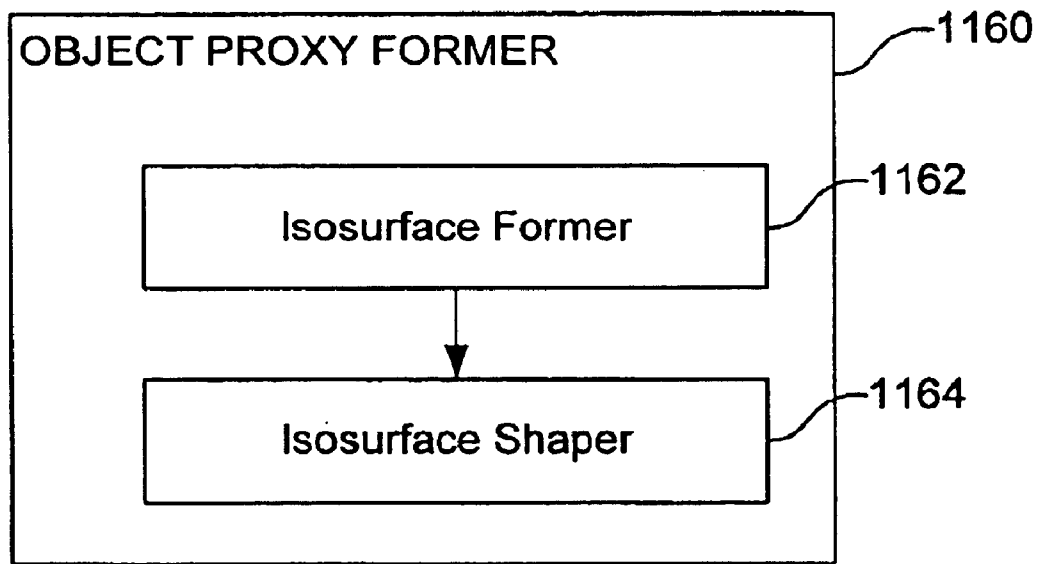 OBJECT PROXY FORMER
1160
Isosurface Former
1162
Isosurface Shaper
1164